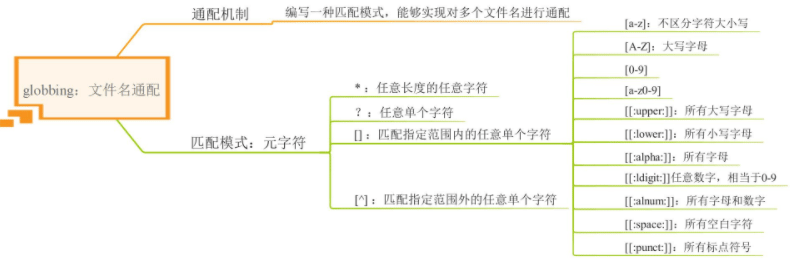 globbing：文件名通配
通配机制
编写一种匹配模式，能够实现对多个文件名进行通配
匹配模式：元字符
*：任意长度的任意字符
？：任意单个字符
[]：匹配指定范围内的任意单个字符
[a-z]：不区分字符大小写
[A-Z]：大写字母
[0-9]
[a-z0-9]
[[:upper:]]：所有大写字母
[[:lower:]]：所有小写字母
[[:alpha:]]：所有字母
[[:ldigit:]]任意数字，相当于0-9
[[:alnum:]]：所有字母和数字
[[:space:]]：所有空白字符
[[:punct:]]：所有标点符号
[^]：匹配指定范围外的任意单个字符